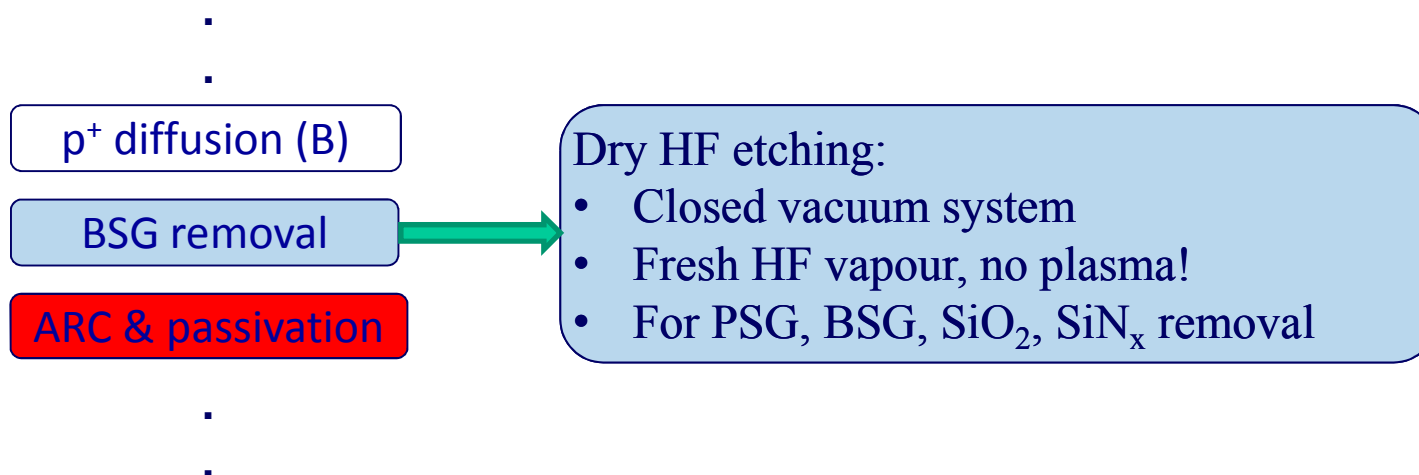 .
.
p⁺ diffusion (B)
BSG removal
ARC & passivation
.
.
Dry HF etching:
• Closed vacuum system
• Fresh HF vapour, no plasma!
• For PSG, BSG, SiO₂, SiNₓ removal